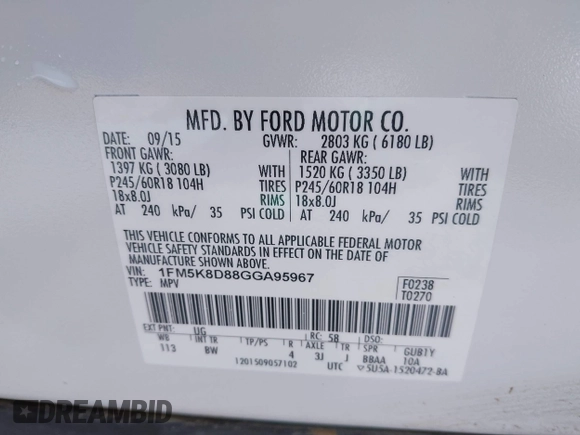 MFD. BY FORD MOTOR CO.
DATE: 09/15 GVWR: 2803 KG ( 6180 LB)
FRONT GAWR: REAR GAWR:
1397 KG ( 3080 LB) WITH 1520 KG ( 3350 LB) WITH
P245/60R18 104H TIRES P245/60R18 104H TIRES
18x8.0J RIMS 18x8.0J RIMS
AT 240 kPa/ 35 PSI COLD AT 240 kPa/ 35 PSI COLD
THIS VEHICLE CONFORMS TO ALL APPLICABLE FEDERAL MOTOR
VEHICLE SAFETY STANDARDS IN EFFECT ON THE DATE OF
MANUFACTURE SHOWN ABOVE.
VIN: 1FM5K8D88GGA95967
TYPE: MPV
F0238
T0270
EXT PNT: UG RC: 58 DSO:
WB INT TR TP/PS R AXLE TR SPR GUBTY
113 BW 4 3J J BBAA 10A
1201509057102 UTC ▽5U5A-1520472-BA
DREAMBID